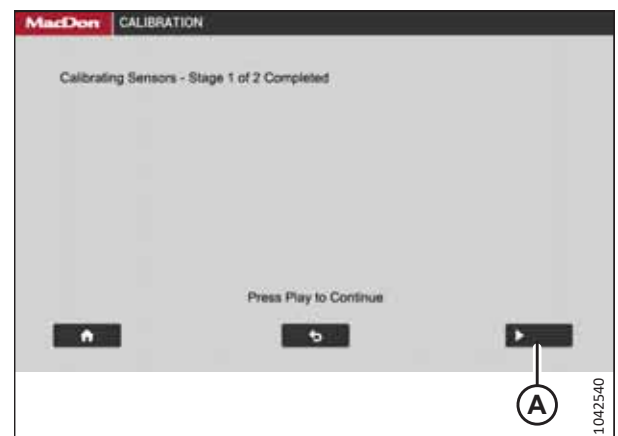 MacDon CALIBRATION
Calibrating Sensors - Stage 1 of 2 Completed
Press Play to Continue
A
1042540